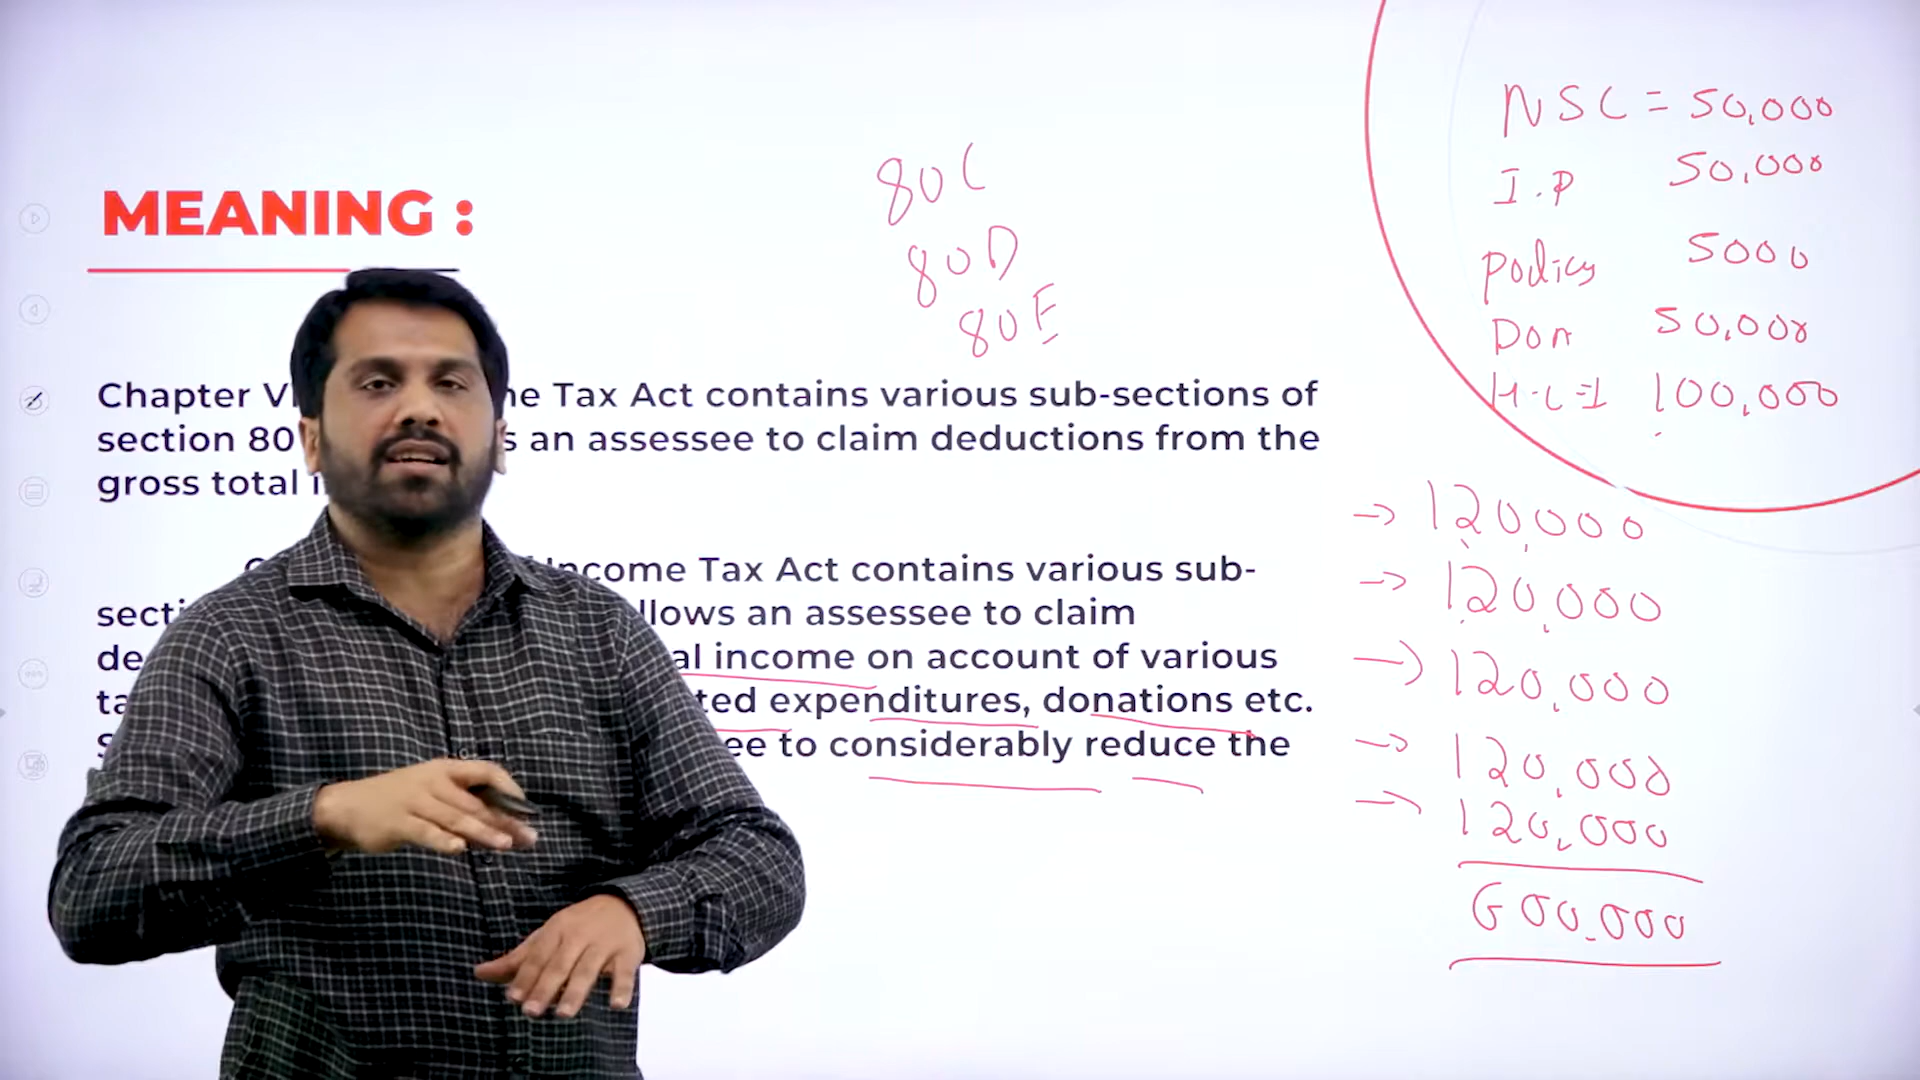 MEANING :
Chapter VI me Tax Act contains various sub-sections of
section 80 s an assessee to claim deductions from the
gross total i
Income Tax Act contains various sub-
secti llows an assessee to claim
de al income on account of various
ta ted expenditures, donations etc.
S ee to considerably reduce the
80C
80D
80E
NSC = 50,000
I.P 50,000
policy 5000
Don 50,000
100,000
→ 120,000
→ 120,000
→ 120,000
→ 120,000
→ 120,000
600,000